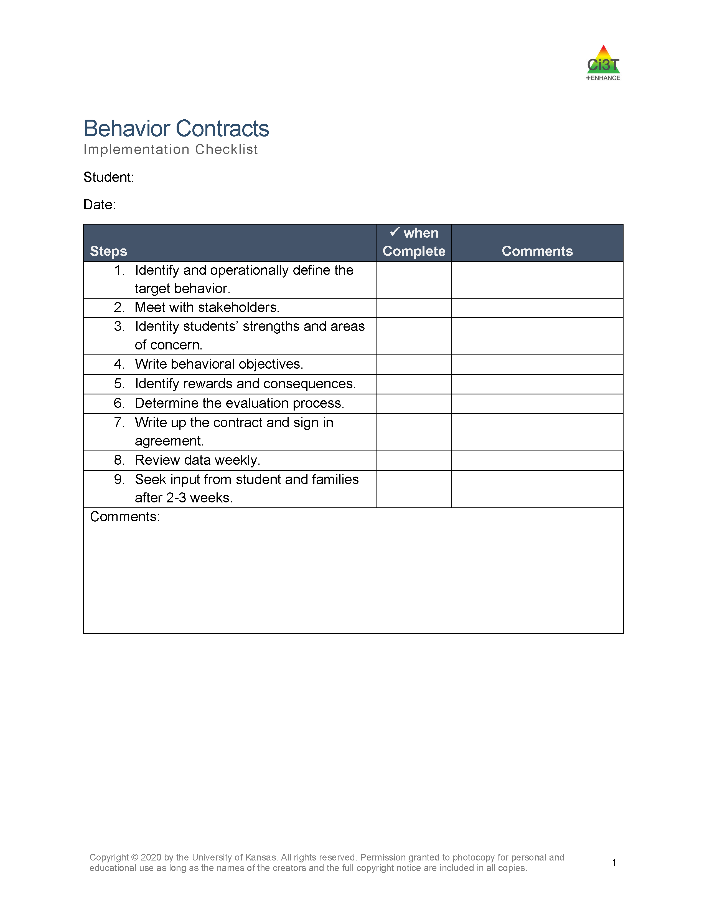 Ci3T
+ENHANCE
Behavior Contracts
Implementation Checklist
Student:
Date:
✓ when
Steps Complete Comments
1. Identify and operationally define the
target behavior.
2. Meet with stakeholders.
3. Identity students’ strengths and areas
of concern.
4. Write behavioral objectives.
5. Identify rewards and consequences.
6. Determine the evaluation process.
7. Write up the contract and sign in
agreement.
8. Review data weekly.
9. Seek input from student and families
after 2-3 weeks.
Comments:
Copyright © 2020 by the University of Kansas. All rights reserved. Permission granted to photocopy for personal and
educational use as long as the names of the creators and the full copyright notice are included in all copies.
1